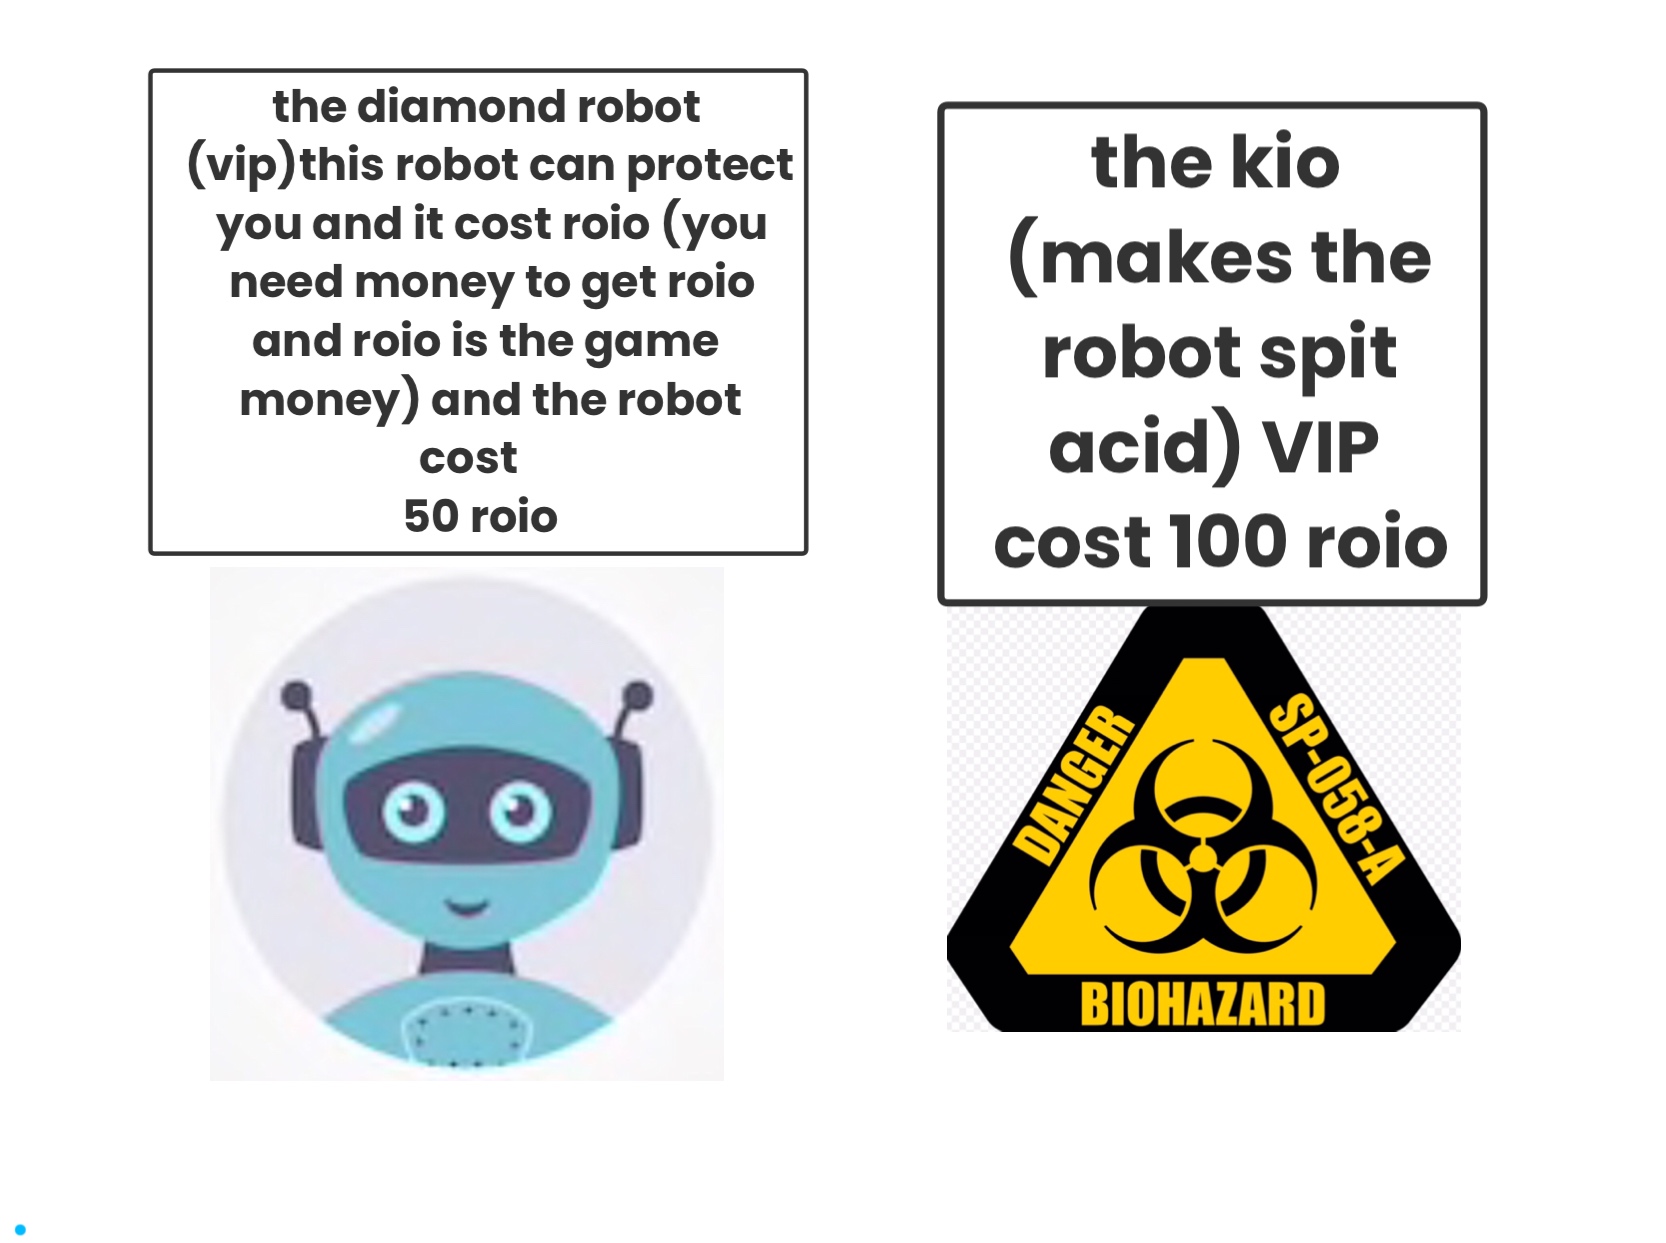 the diamond robot
(vip)this robot can protect
you and it cost roio (you
need money to get roio
and roio is the game
money) and the robot
cost
50 roio
the kio
(makes the
robot spit
acid) VIP
cost 100 roio
DANGER
SP-058-A
BIOHAZARD